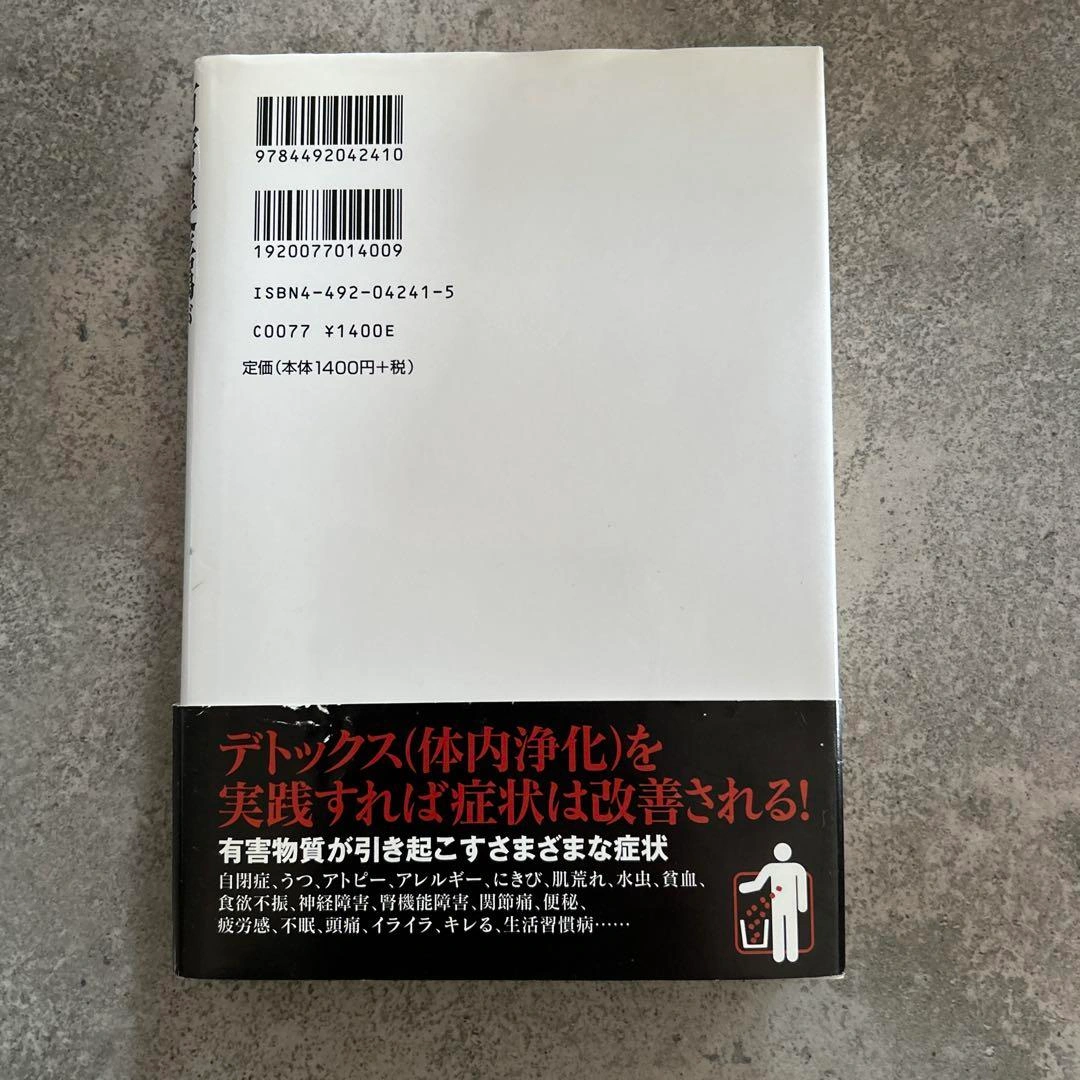 9784492042410
1920077014009
ISBN4-492-04241-5
C0077 ¥1400E
定価(本体1400円+税)
デトックス(体内浄化)を
実践すれば症状は改善される!
有害物質が引き起こすさまざまな症状
自閉症、うつ、アトピー、アレルギー、にきび、肌荒れ、水虫、貧血、
食欲不振、神経障害、腎機能障害、関節痛、便秘、
疲労感、不眠、頭痛、イライラ、キレる、生活習慣病……